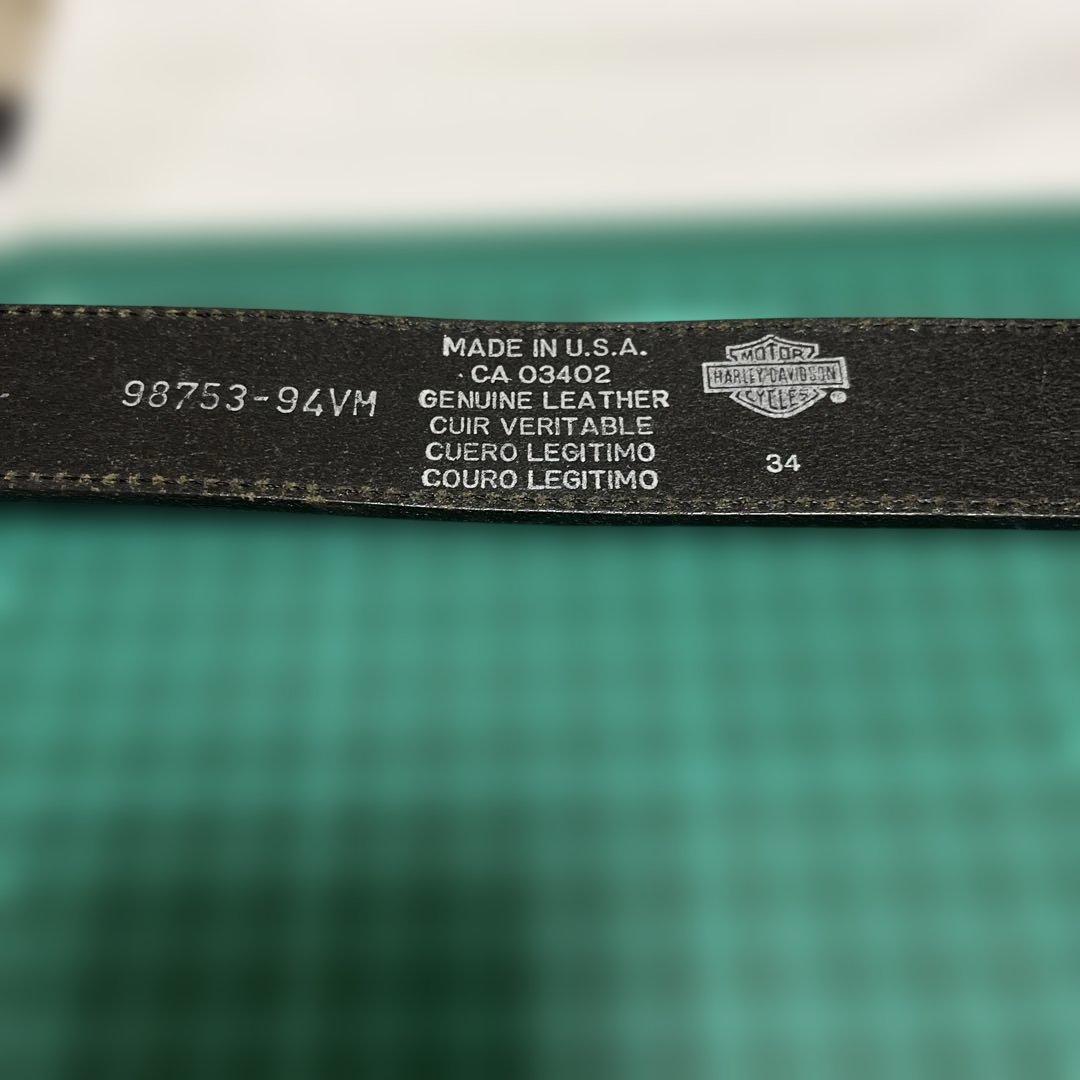 98753-94VM
MADE IN U.S.A.
CA 03402
GENUINE LEATHER
CUIR VERITABLE
CUERO LEGITIMO
COURO LEGITIMO
MOTOR
HARLEY-DAVIDSON
CYCLES
®
34